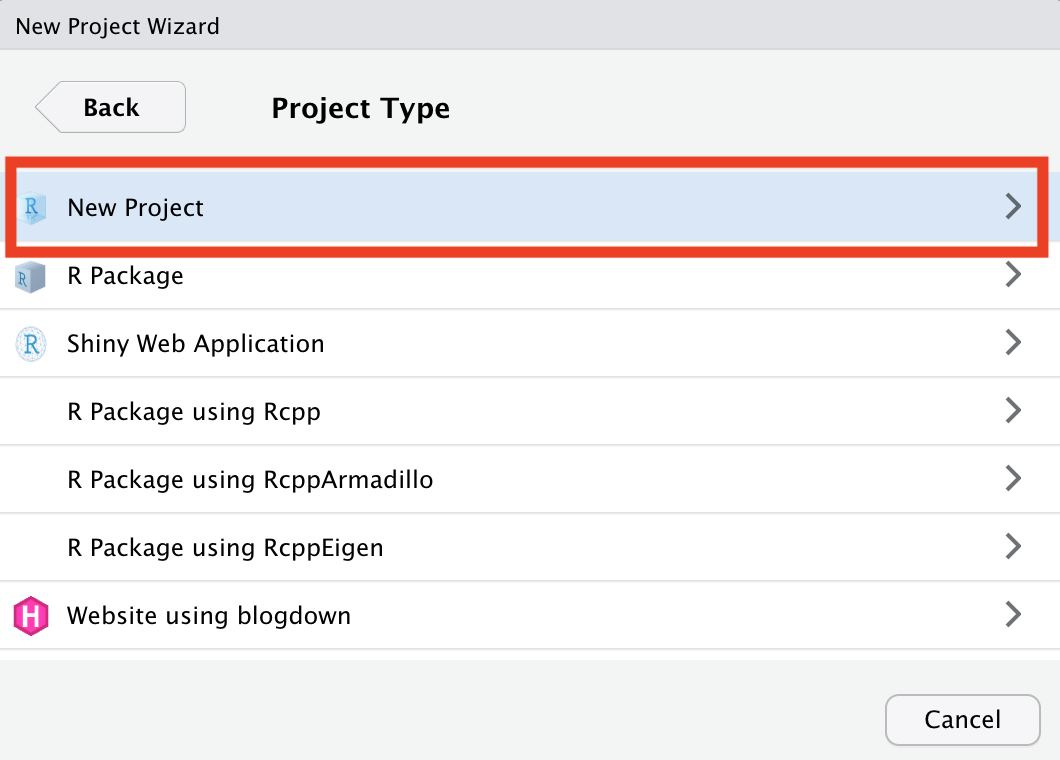 New Project Wizard
Back
Project Type
R New Project
R R Package
R Shiny Web Application
R Package using Rcpp
R Package using RcppArmadillo
R Package using RcppEigen
H Website using blogdown
Cancel